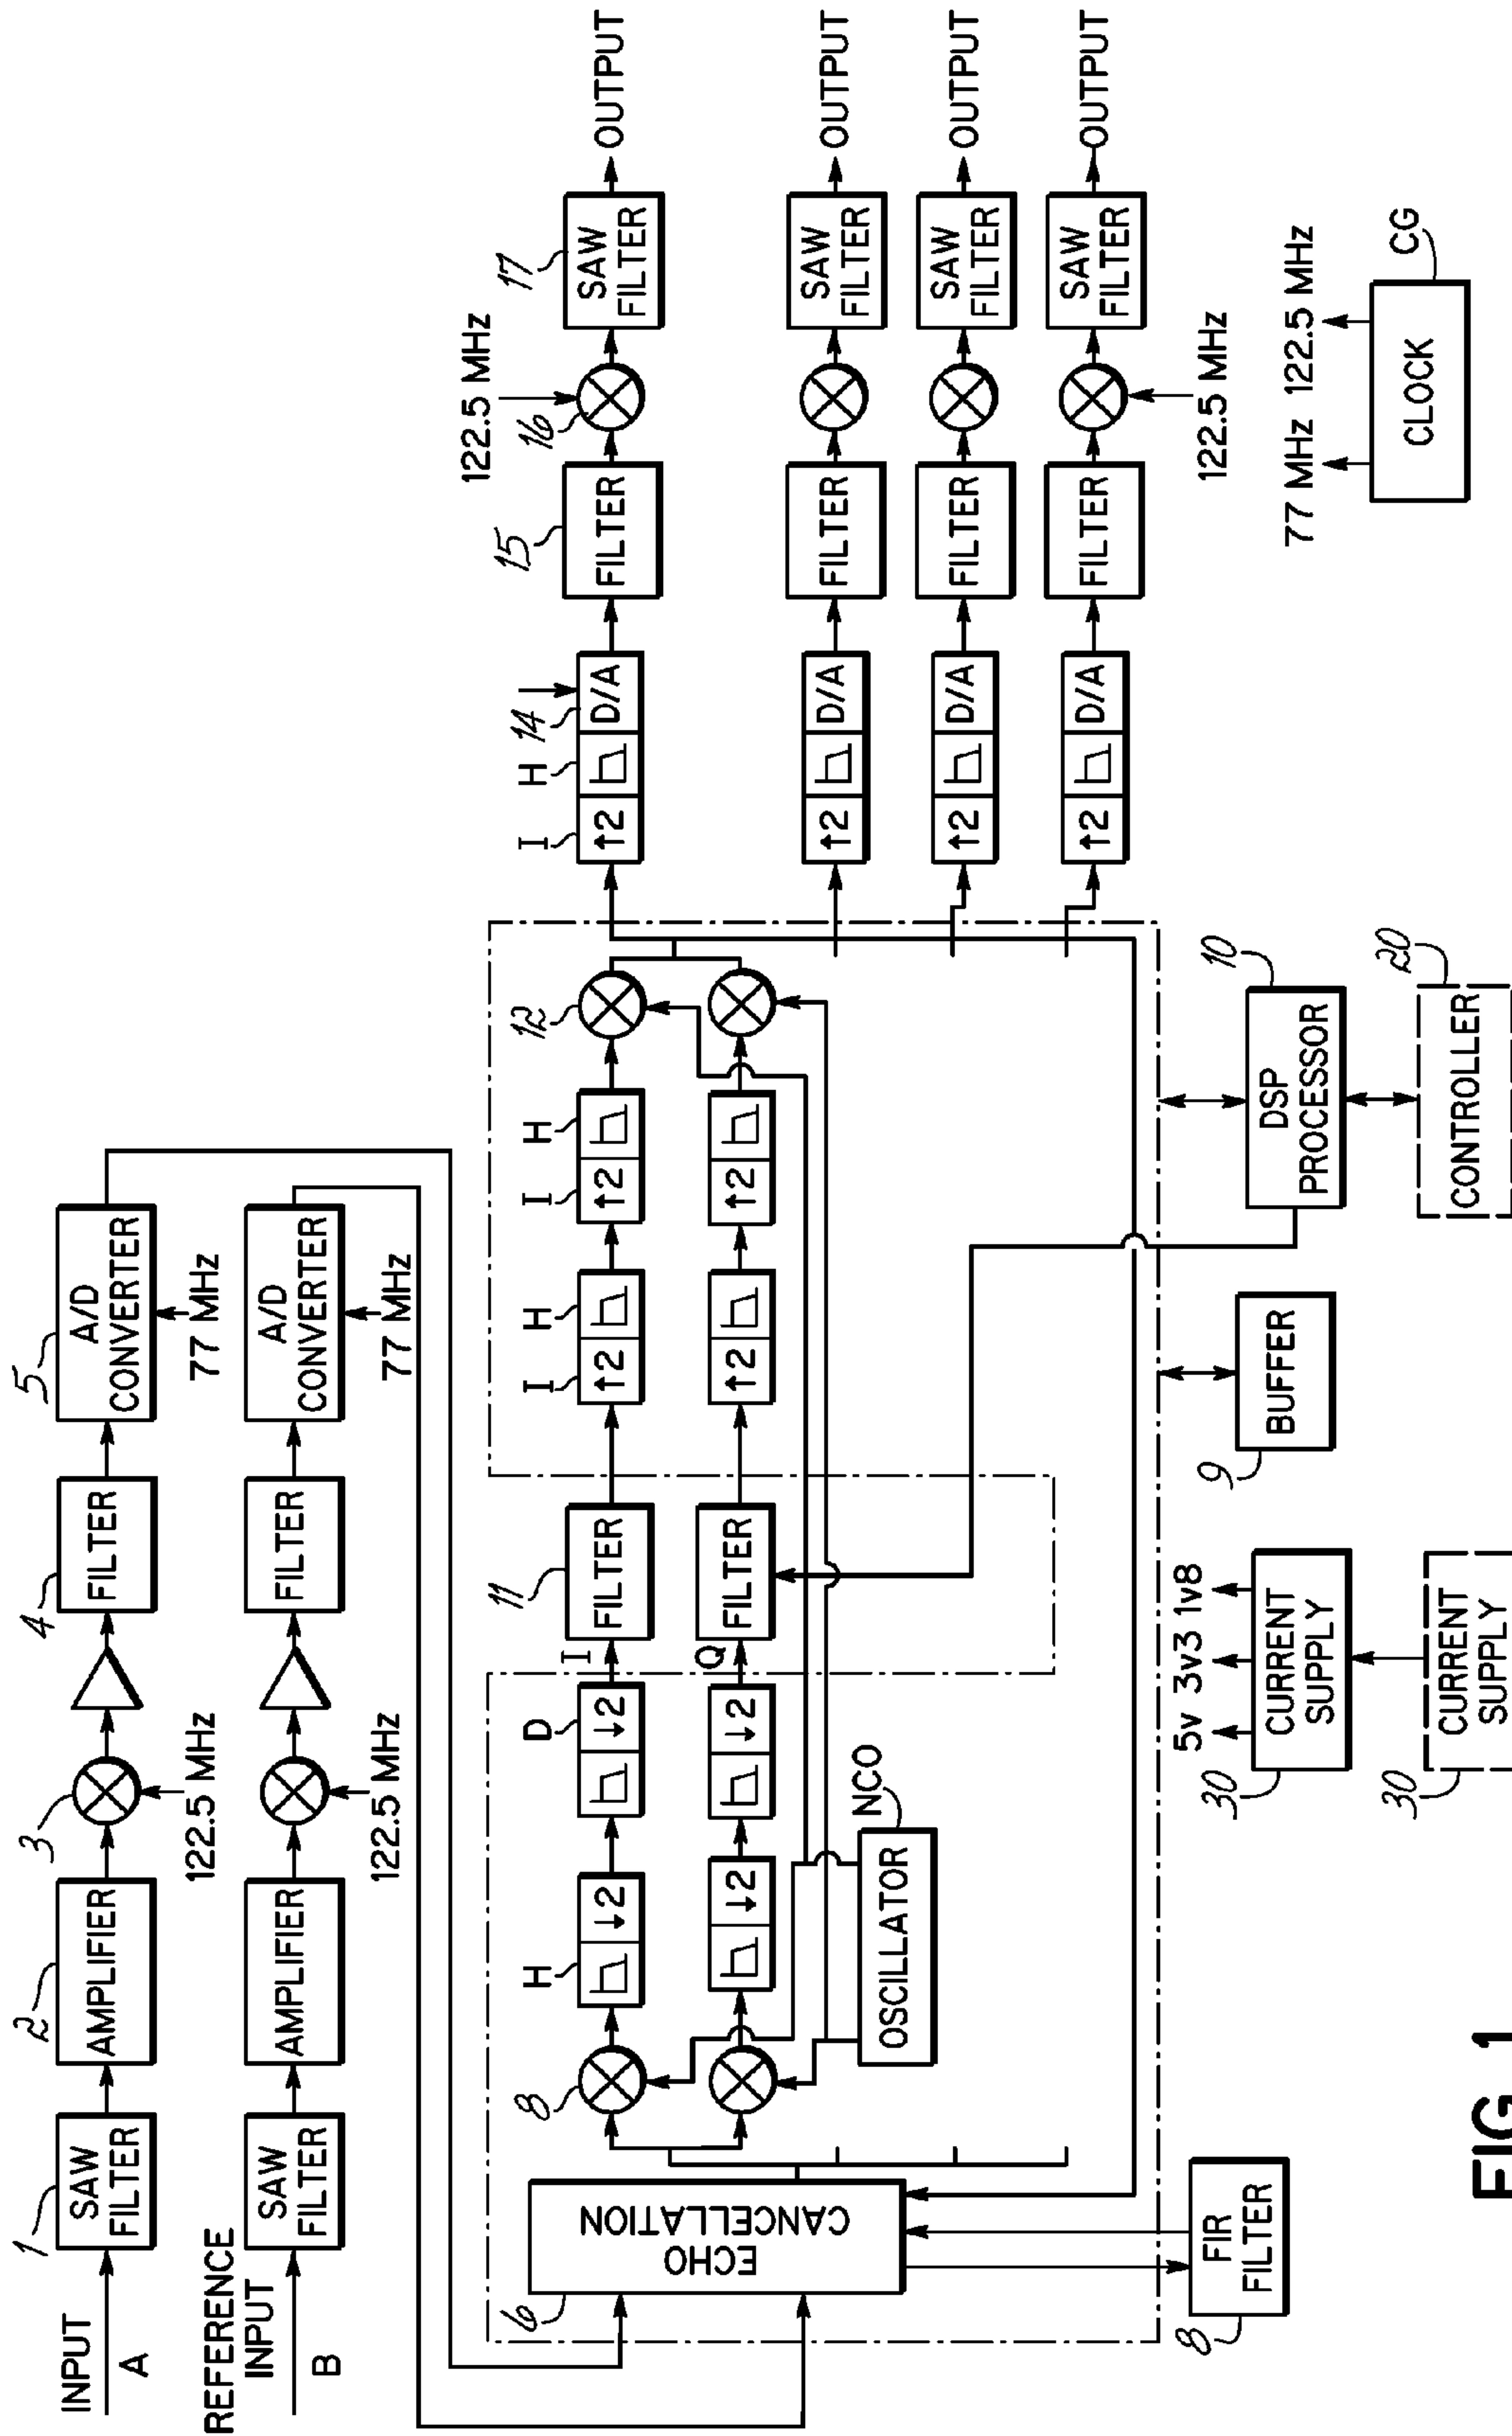 INPUT
A
1
SAW
FILTER
2
AMPLIFIER
3
122.5 MHz
4
FILTER
5
A/D
CONVERTER
77 MHz
REFERENCE
INPUT
B
SAW
FILTER
AMPLIFIER
122.5 MHz
FILTER
A/D
CONVERTER
77 MHz
6
ECHO
CANCELLATION
8
H
↓2
D
↓2
I
11
FILTER
I
↑2
H
I
↑2
H
12
↓2
↓2
Q
FILTER
↑2
↑2
OSCILLATOR
NCO
I
↑2
H
14
D/A
15
FILTER
16
122.5 MHz
17
SAW
FILTER
OUTPUT
↑2
D/A
FILTER
SAW
FILTER
OUTPUT
↑2
D/A
FILTER
SAW
FILTER
OUTPUT
↑2
D/A
FILTER
122.5 MHz
SAW
FILTER
OUTPUT
8
FIR
FILTER
5v 3v3 1v8
30
CURRENT
SUPPLY
30
CURRENT
SUPPLY
9
BUFFER
10
DSP
PROCESSOR
20
CONTROLLER
77 MHz 122.5 MHz
CLOCK
CG
FIG 1